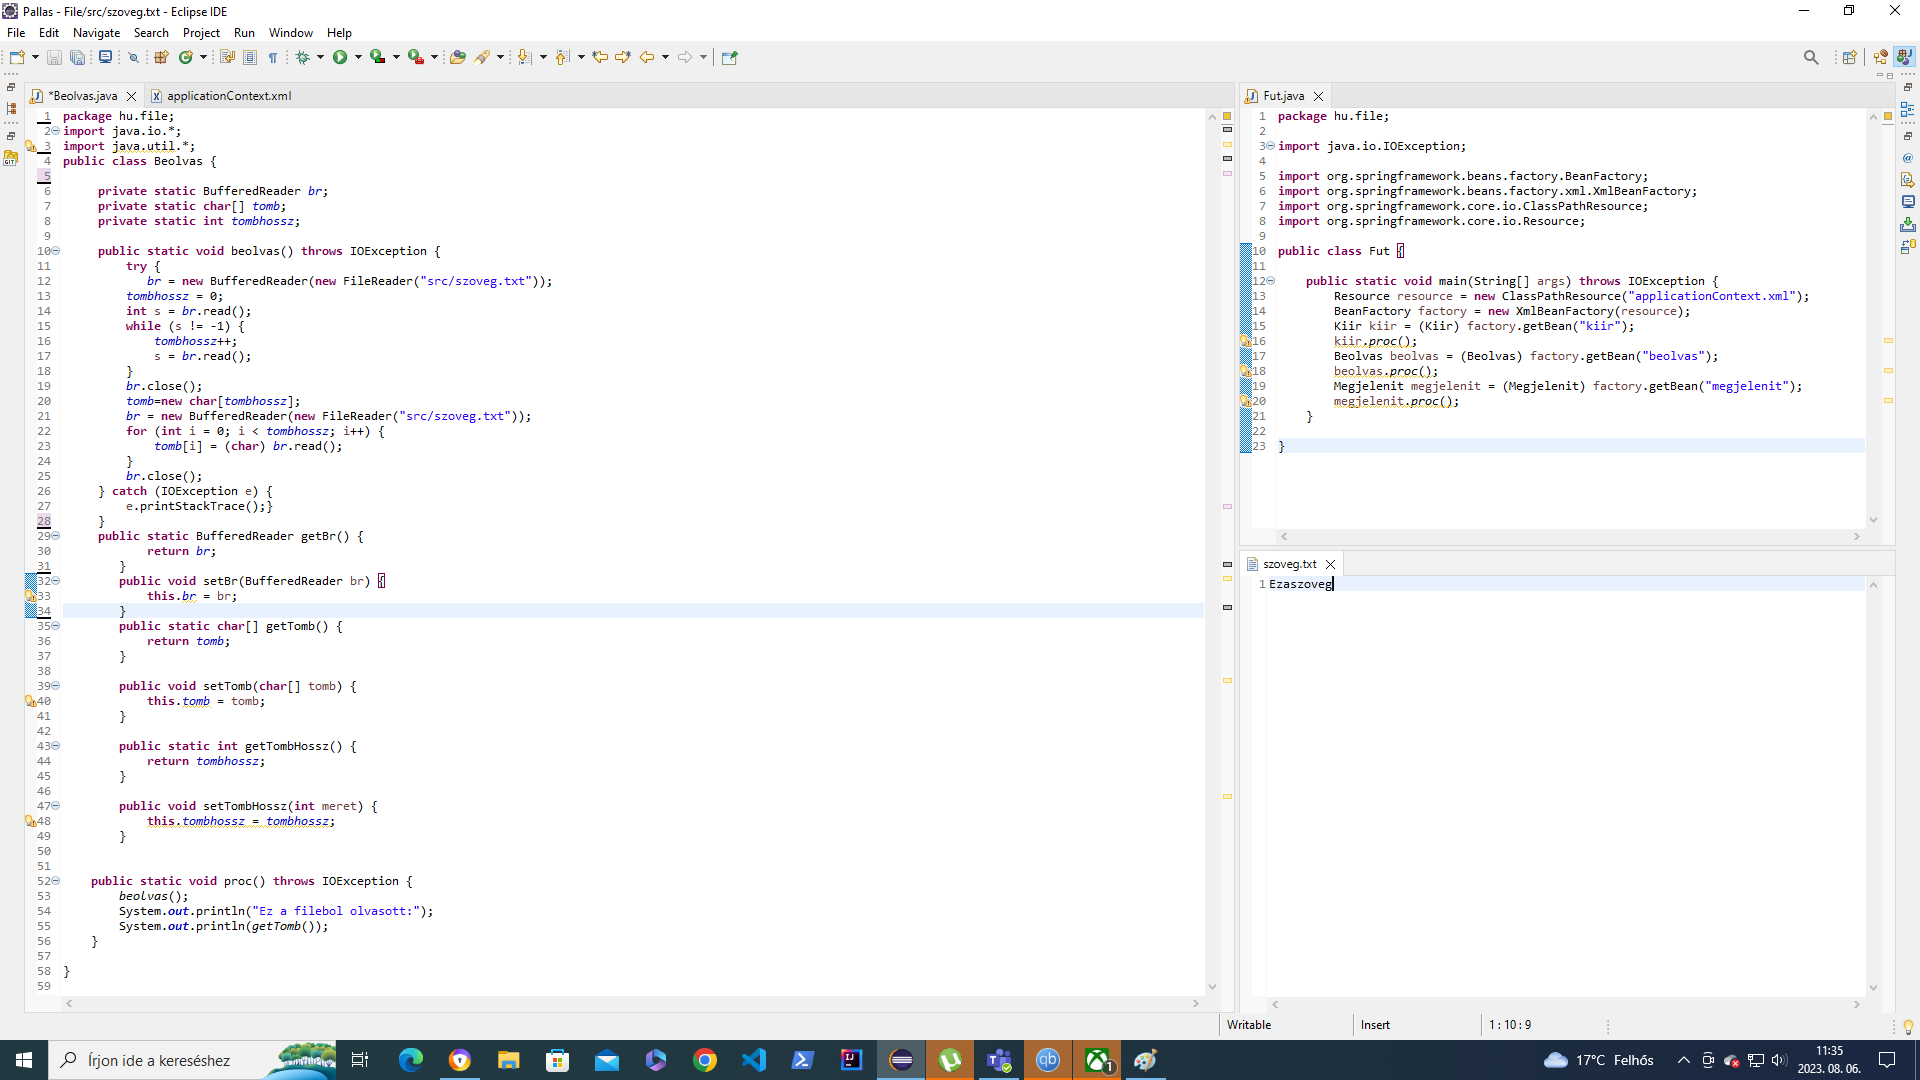 Pallas - File/src/szoveg.txt - Eclipse IDE
File Edit Navigate Search Project Run Window Help
*Beolvas.java
applicationContext.xml
1 package hu.file;
2 import java.io.*;
3 import java.util.*;
4 public class Beolvas {
5
6 private static BufferedReader br;
7 private static char[] tomb;
8 private static int tombhossz;
9
10 public static void beolvas() throws IOException {
11 try {
12 br = new BufferedReader(new FileReader("src/szoveg.txt"));
13 tombhossz = 0;
14 int s = br.read();
15 while (s != -1) {
16 tombhossz++;
17 s = br.read();
18 }
19 br.close();
20 tomb=new char[tombhossz];
21 br = new BufferedReader(new FileReader("src/szoveg.txt"));
22 for (int i = 0; i < tombhossz; i++) {
23 tomb[i] = (char) br.read();
24 }
25 br.close();
26 } catch (IOException e) {
27 e.printStackTrace();}
28 }
29 public static BufferedReader getBr() {
30 return br;
31 }
32 public void setBr(BufferedReader br) {
33 this.br = br;
34 }
35 public static char[] getTomb() {
36 return tomb;
37 }
38
39 public void setTomb(char[] tomb) {
40 this.tomb = tomb;
41 }
42
43 public static int getTombHossz() {
44 return tombhossz;
45 }
46
47 public void setTombHossz(int meret) {
48 this.tombhossz = tombhossz;
49 }
50
51
52 public static void proc() throws IOException {
53 beolvas();
54 System.out.println("Ez a filebol olvasott:");
55 System.out.println(getTomb());
56 }
57
58 }
59
Fut.java
1 package hu.file;
2
3 import java.io.IOException;
4
5 import org.springframework.beans.factory.BeanFactory;
6 import org.springframework.beans.factory.xml.XmlBeanFactory;
7 import org.springframework.core.io.ClassPathResource;
8 import org.springframework.core.io.Resource;
9
10 public class Fut {
11
12 public static void main(String[] args) throws IOException {
13 Resource resource = new ClassPathResource("applicationContext.xml");
14 BeanFactory factory = new XmlBeanFactory(resource);
15 Kiir kiir = (Kiir) factory.getBean("kiir");
16 kiir.proc();
17 Beolvas beolvas = (Beolvas) factory.getBean("beolvas");
18 beolvas.proc();
19 Megjelenit megjelenit = (Megjelenit) factory.getBean("megjelenit");
20 megjelenit.proc();
21 }
22
23 }
szoveg.txt
1 Ezaszoveg
Writable
Insert
1 : 10 : 9
Írjon ide a kereséshez
17°C Felhős
11:35
2023. 08. 06.